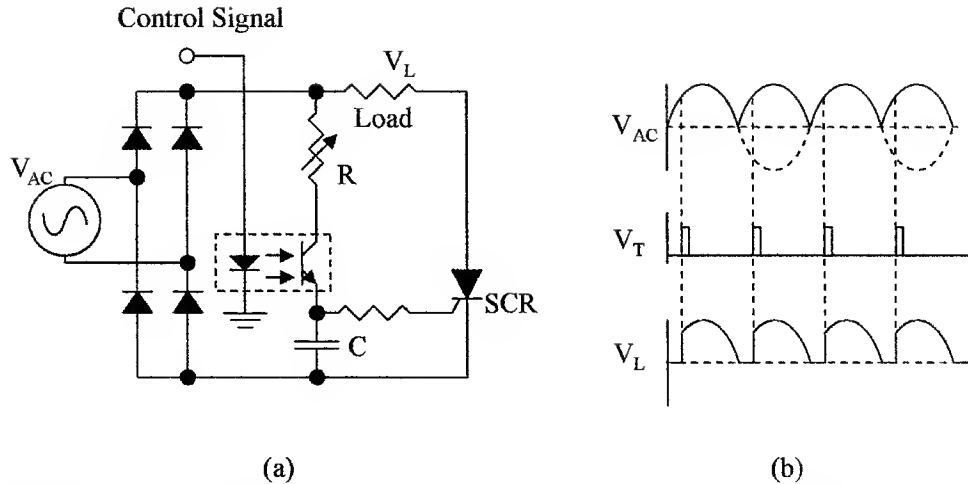 Control Signal
V_L
Load
V_AC
R
SCR
C
(a)
V_AC
V_T
V_L
(b)